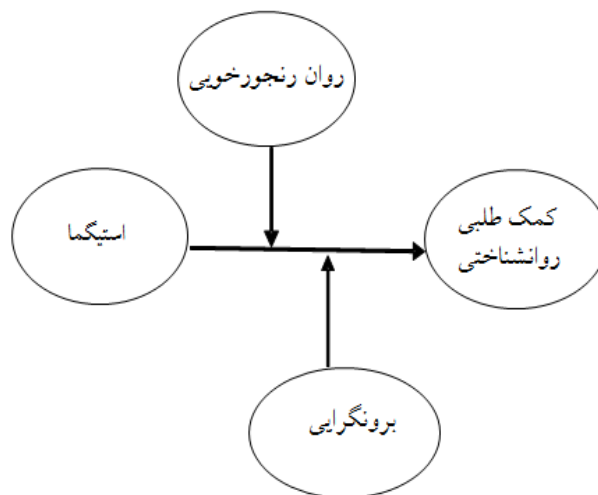 روان رنجورخویی
استیگما
کمک طلبی
روانشناختی
برونگرایی